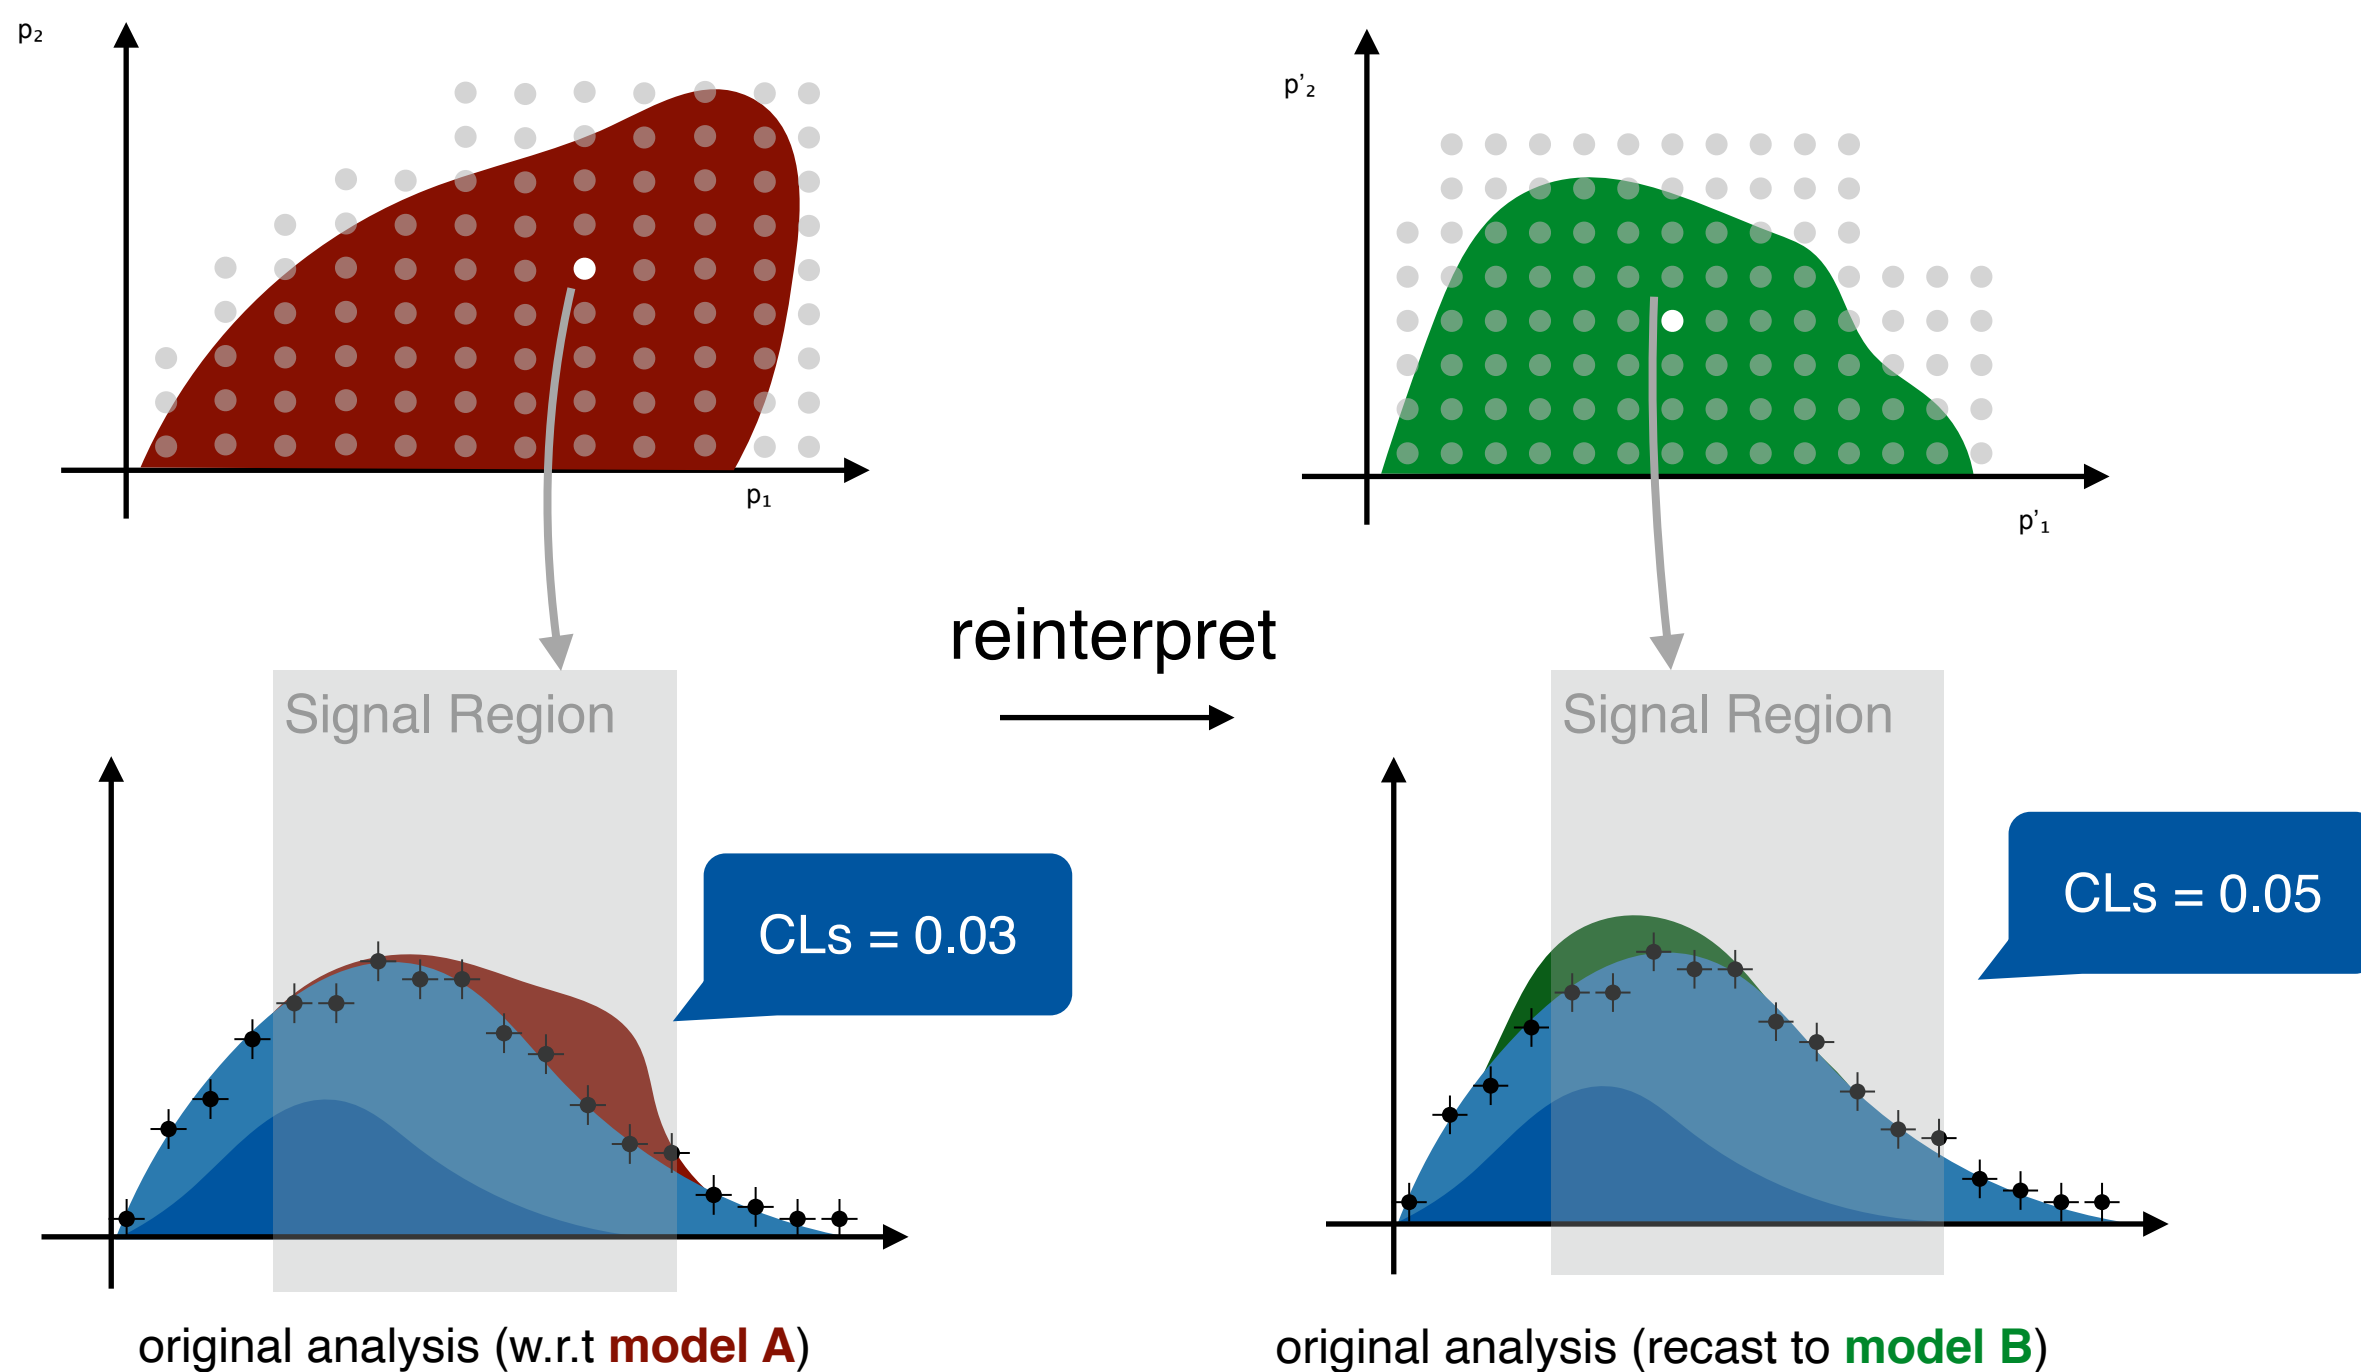 p₂
p'₂
p₁
p'₁
reinterpret
Signal Region
Signal Region
CLs = 0.03
CLs = 0.05
original analysis (w.r.t model A)
original analysis (recast to model B)